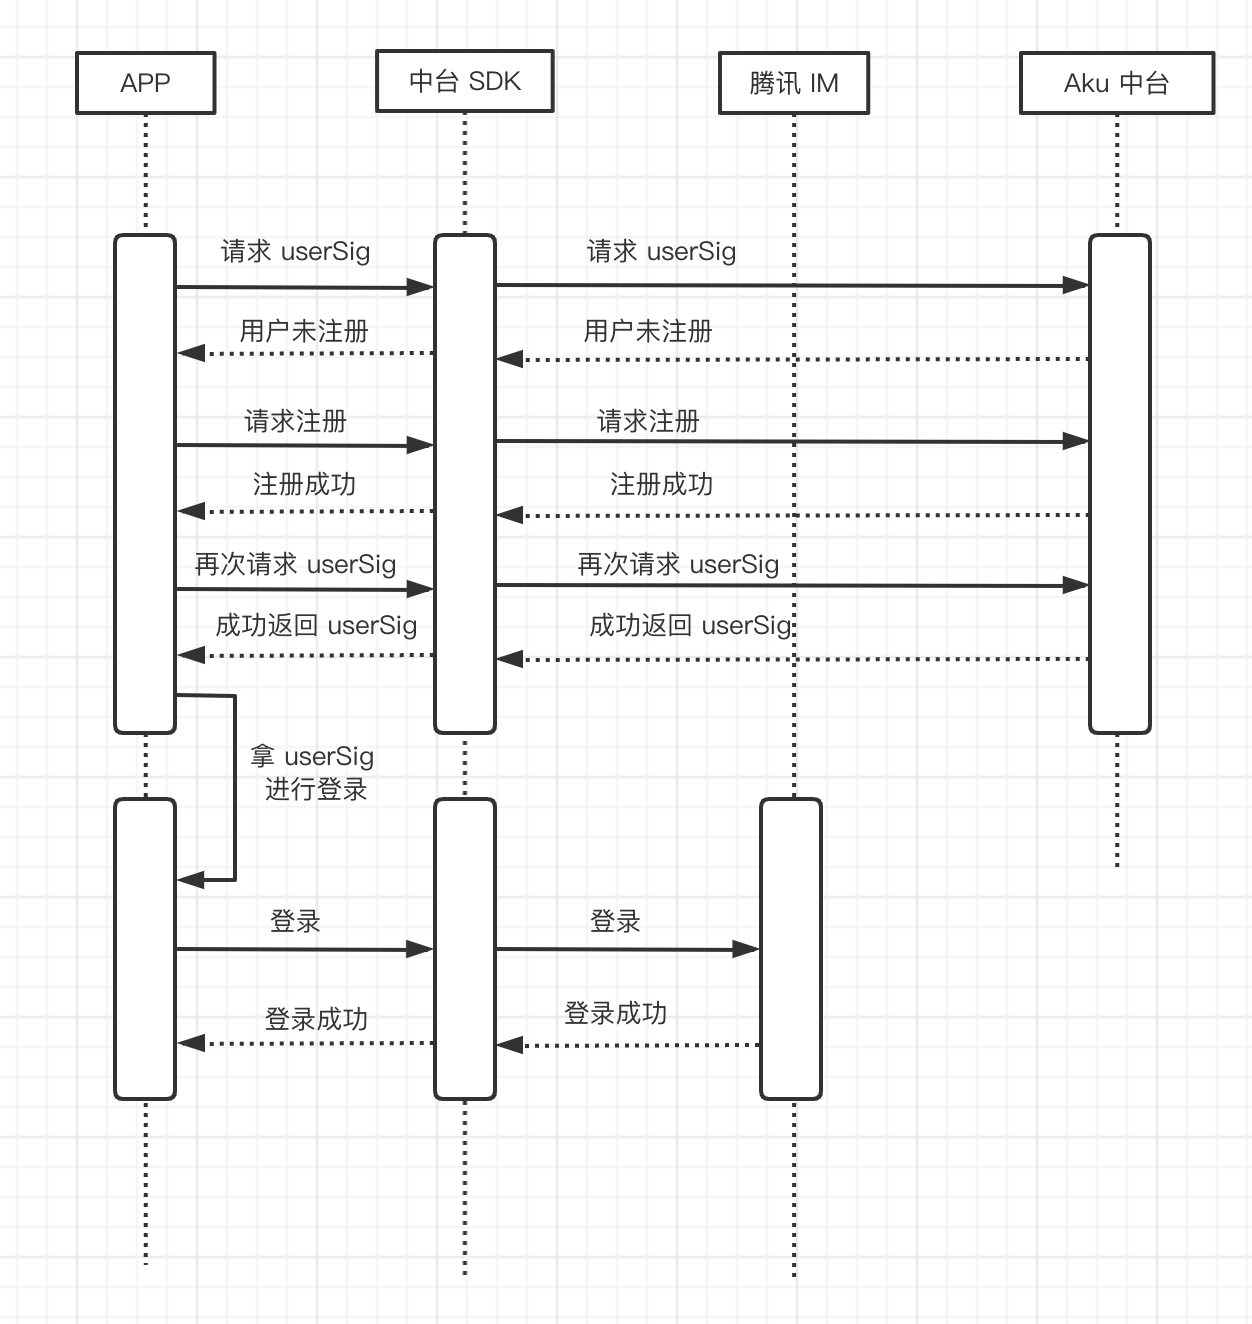 APP
中台 SDK
腾讯 IM
Aku 中台
请求 userSig
请求 userSig
用户未注册
用户未注册
请求注册
请求注册
注册成功
注册成功
再次请求 userSig
再次请求 userSig
成功返回 userSig
成功返回 userSig
拿 userSig
进行登录
登录
登录
登录成功
登录成功